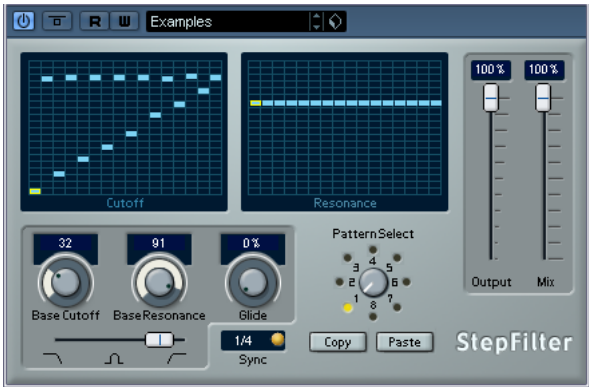 R W Examples
100 % 100 %
Cutoff Resonance
Output Mix
32 91 0 %
Base Cutoff Base Resonance Glide
Pattern Select
1 2 3 4 5 6 7 8
1/4
Sync
Copy Paste
StepFilter